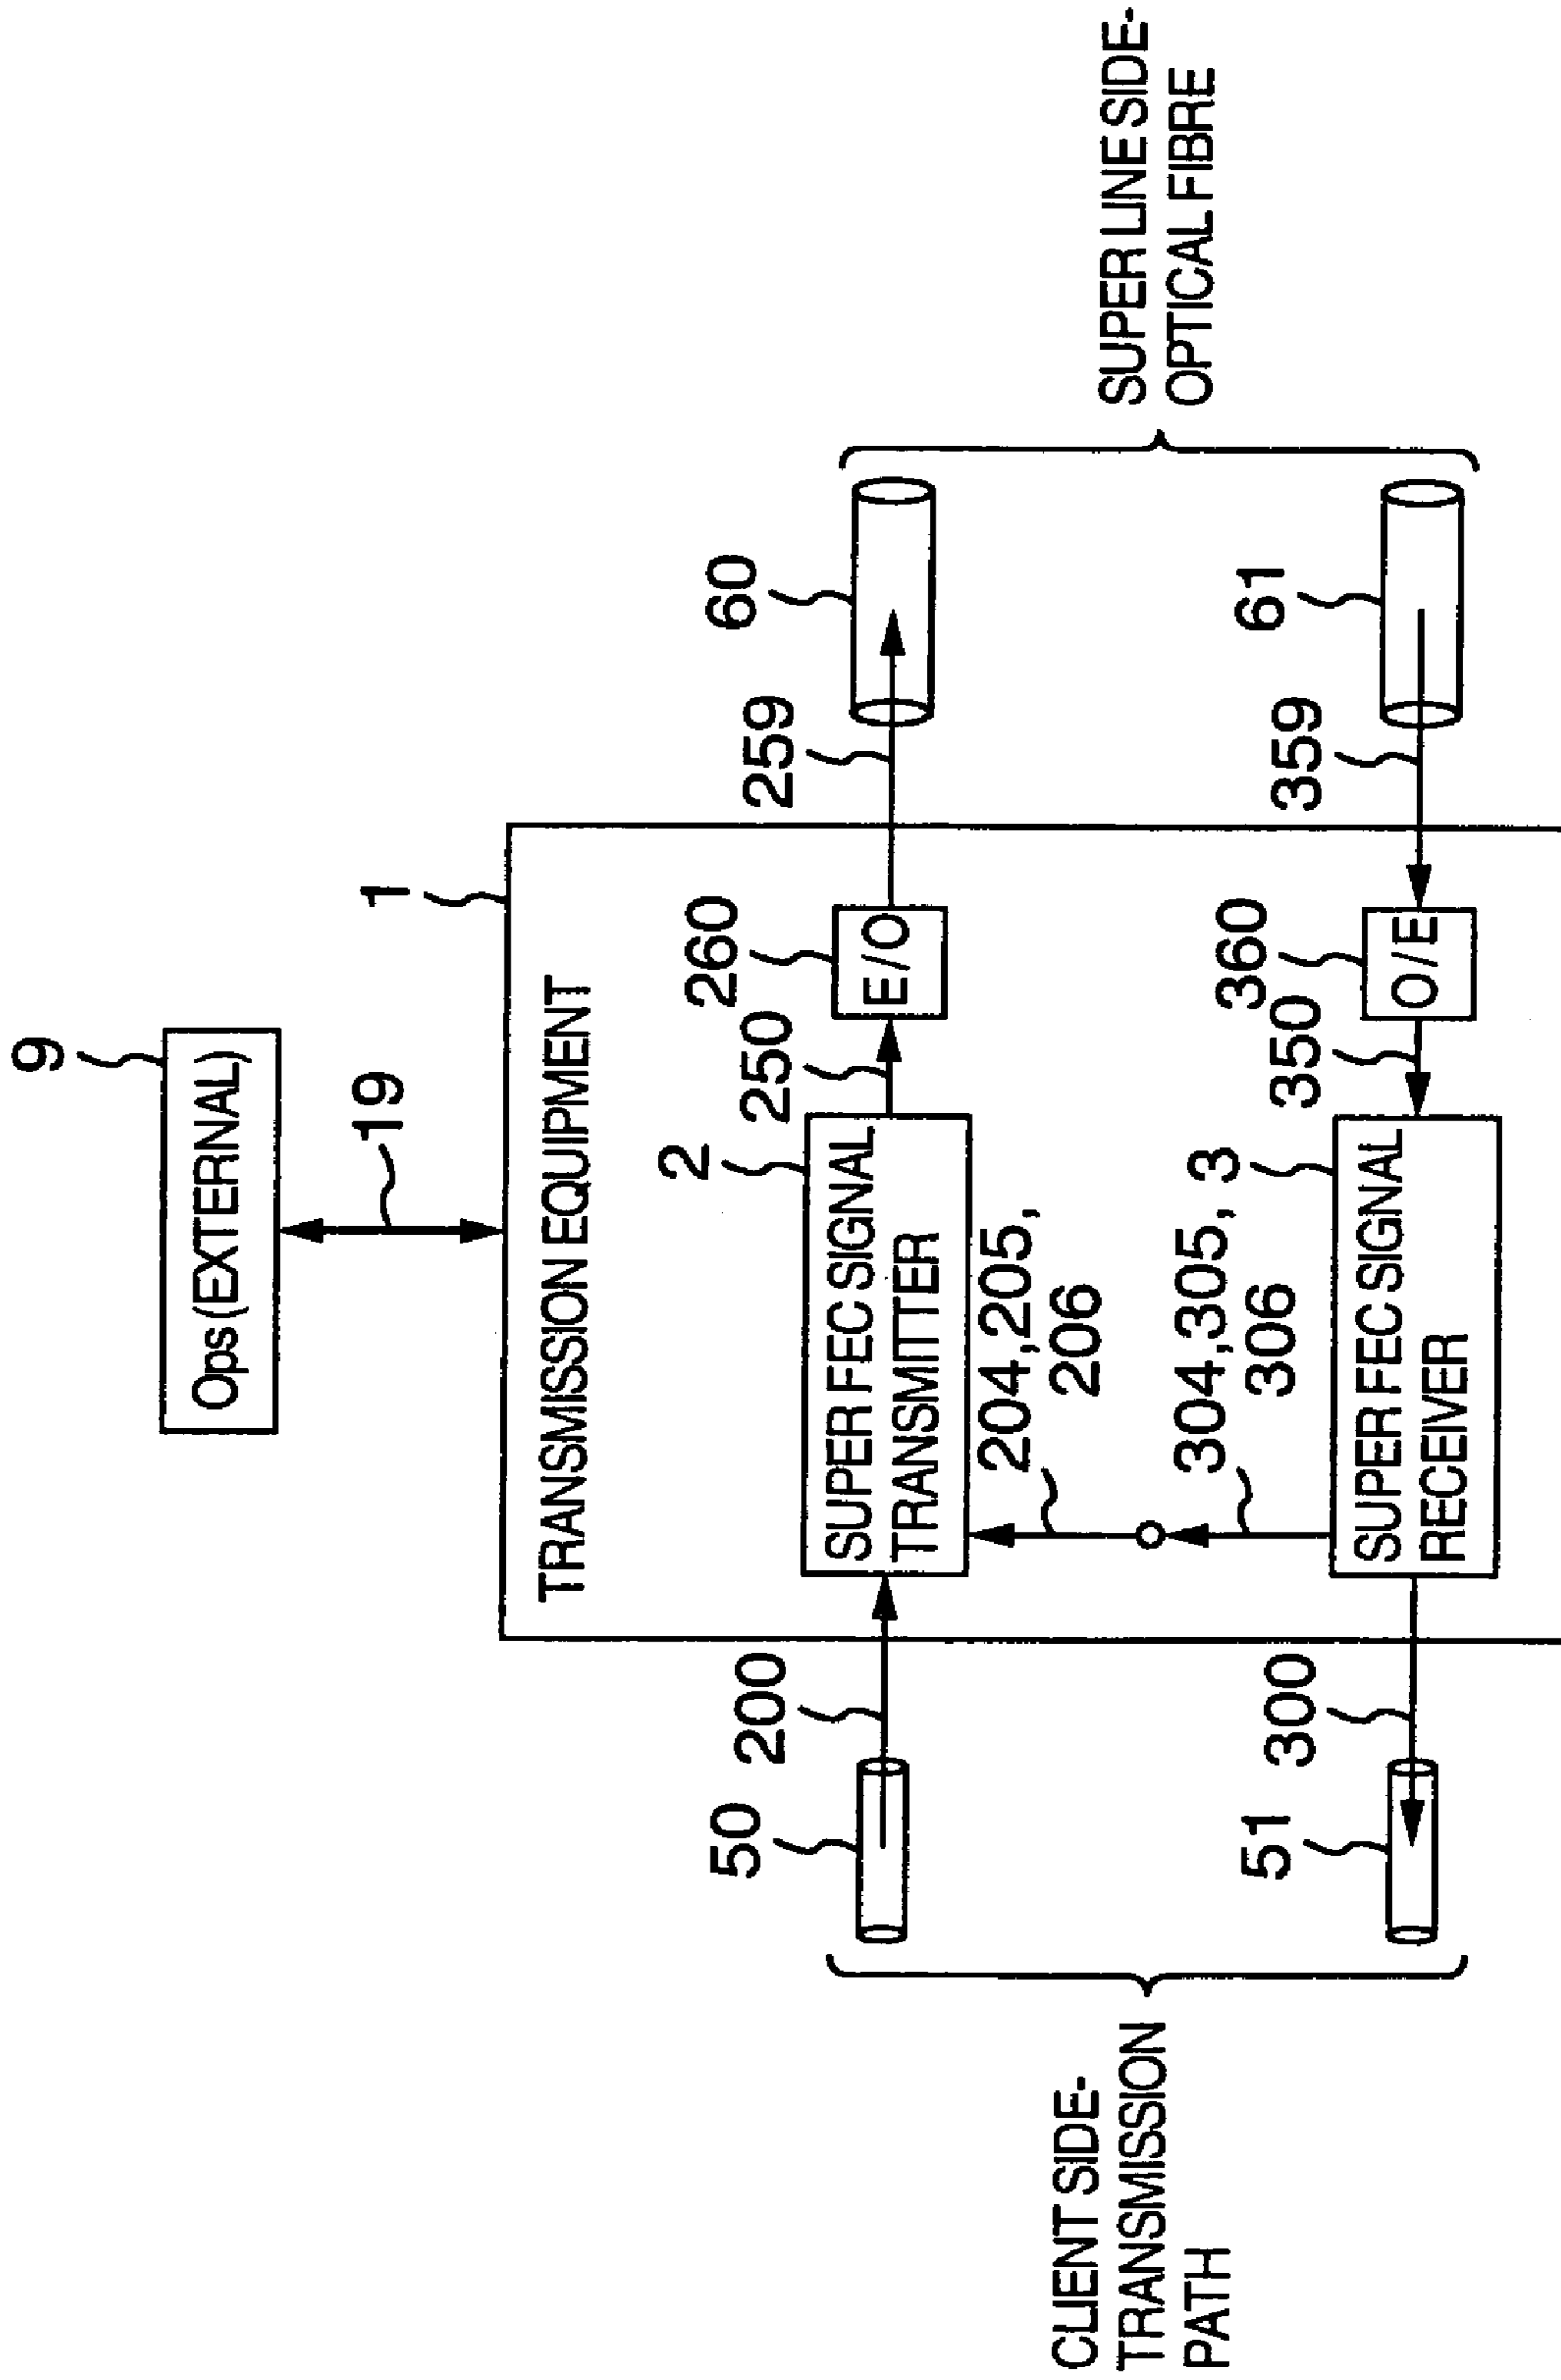 9
Ops (EXTERNAL)
19
1
TRANSMISSION EQUIPMENT
50
200
2
SUPER FEC SIGNAL
TRANSMITTER
250
260
E/O
259
60
204,205,
206
304,305,
306
3
SUPER FEC SIGNAL
RECEIVER
350
360
O/E
359
61
51
300
CLIENT SIDE-
TRANSMISSION
PATH
SUPER LINE SIDE-
OPTICAL FIBRE